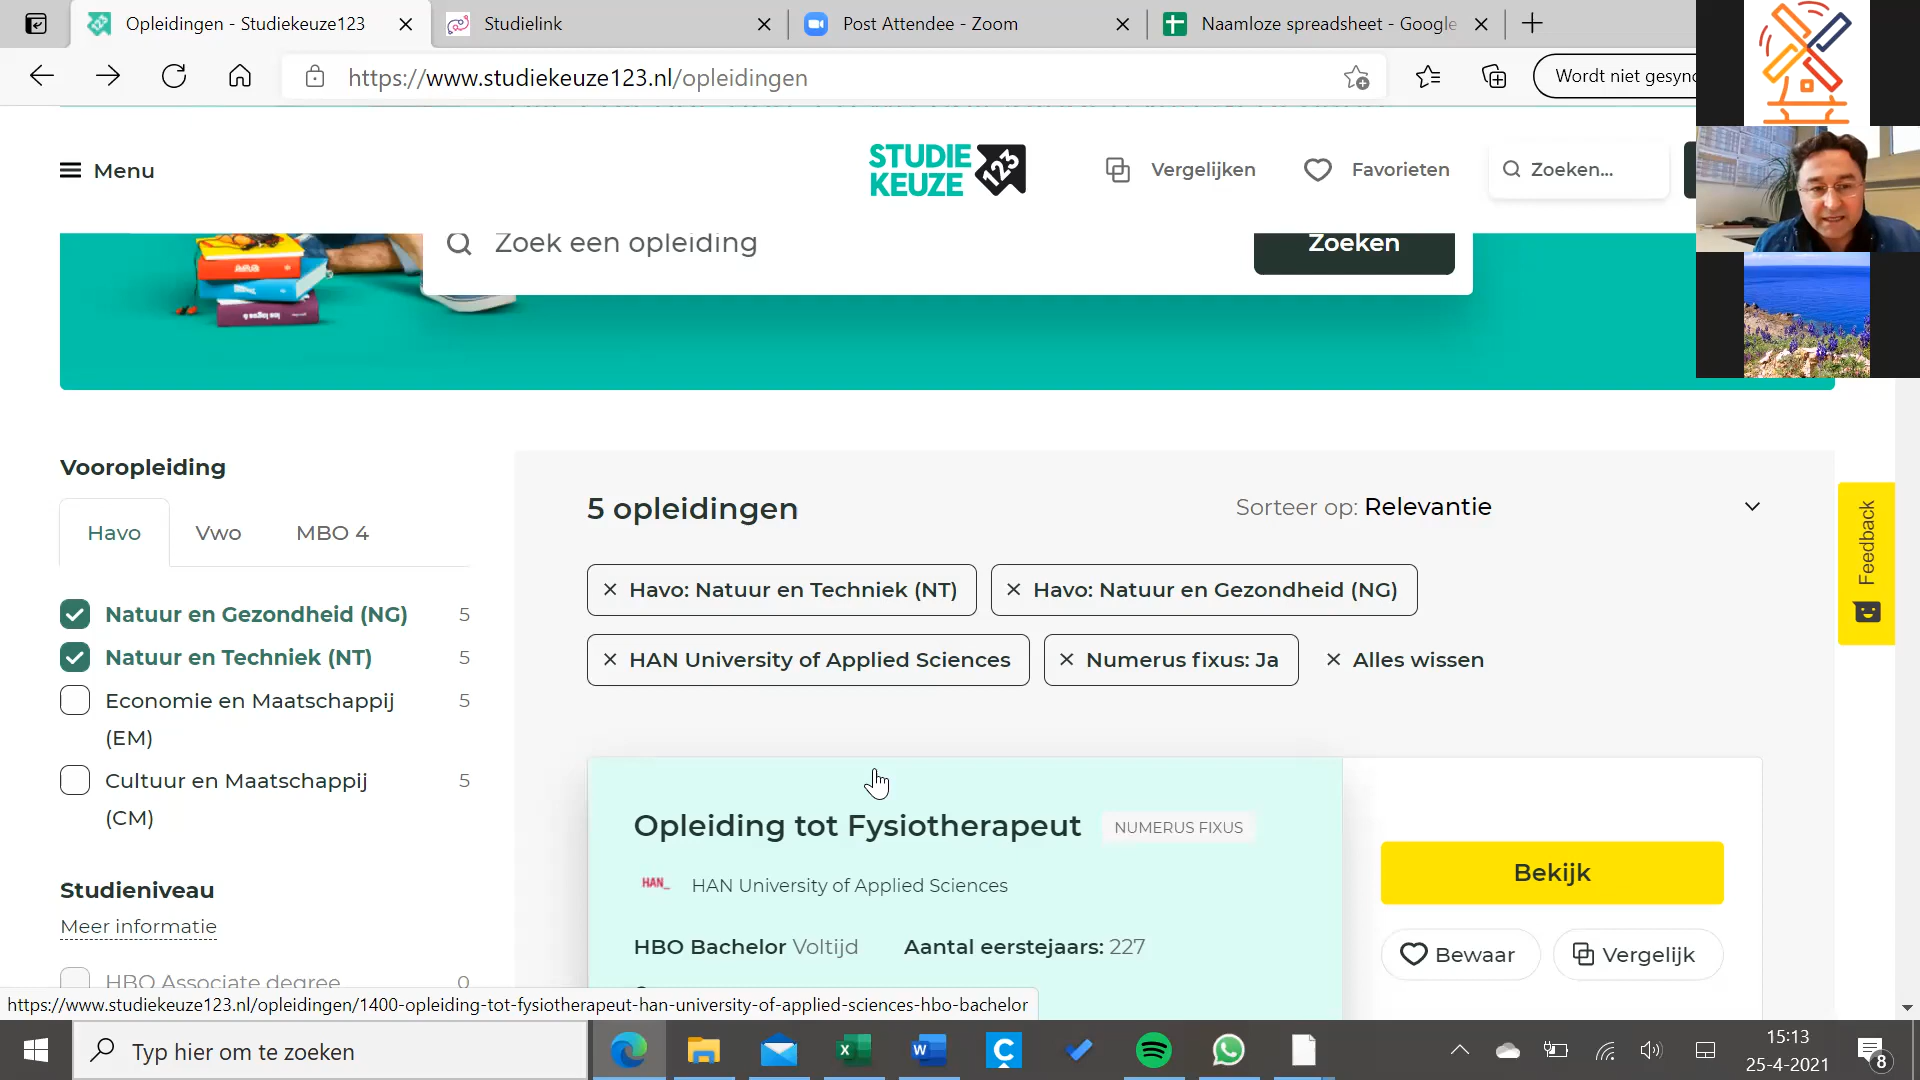 Opleidingen - Studiekeuze123
Studielink
Post Attendee - Zoom
Naamloze spreadsheet - Google
https://www.studiekeuze123.nl/opleidingen
Wordt niet gesync
Menu
STUDIE
KEUZE
123
Vergelijken
Favorieten
Zoeken...
Zoek een opleiding
Zoeken
Vooropleiding
Havo
Vwo
MBO 4
Natuur en Gezondheid (NG) 5
Natuur en Techniek (NT) 5
Economie en Maatschappij 5
(EM)
Cultuur en Maatschappij 5
(CM)
Studieniveau
Meer informatie
HBO Associate degree 0
5 opleidingen
Sorteer op: Relevantie
Havo: Natuur en Techniek (NT)
Havo: Natuur en Gezondheid (NG)
HAN University of Applied Sciences
Numerus fixus: Ja
Alles wissen
Opleiding tot Fysiotherapeut
NUMERUS FIXUS
HAN_
HAN University of Applied Sciences
HBO Bachelor Voltijd
Aantal eerstejaars: 227
Bekijk
Bewaar
Vergelijk
Feedback
https://www.studiekeuze123.nl/opleidingen/1400-opleiding-tot-fysiotherapeut-han-university-of-applied-sciences-hbo-bachelor
Typ hier om te zoeken
15:13
25-4-2021
8